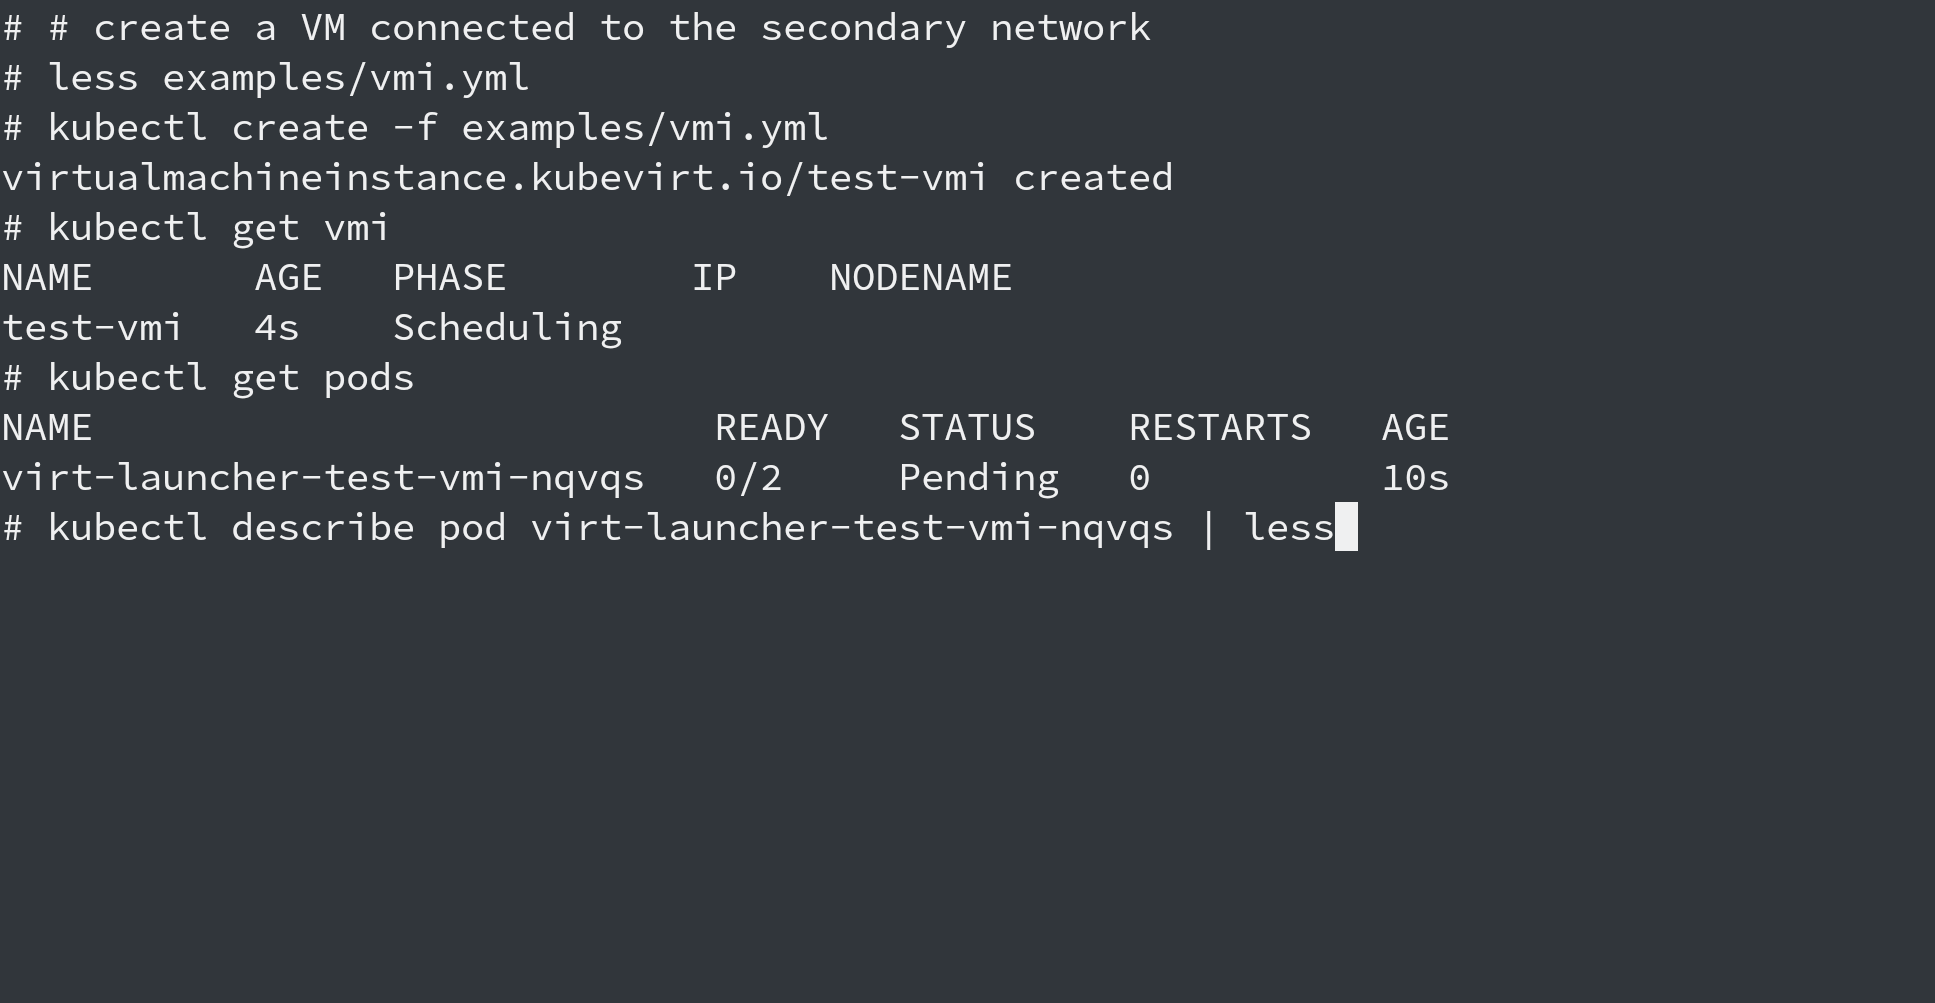 # # create a VM connected to the secondary network
# less examples/vmi.yml
# kubectl create -f examples/vmi.yml
virtualmachineinstance.kubevirt.io/test-vmi created
# kubectl get vmi
NAME       AGE   PHASE        IP    NODENAME
test-vmi   4s    Scheduling
# kubectl get pods
NAME                           READY   STATUS    RESTARTS   AGE
virt-launcher-test-vmi-nqvqs   0/2     Pending   0          10s
# kubectl describe pod virt-launcher-test-vmi-nqvqs | less